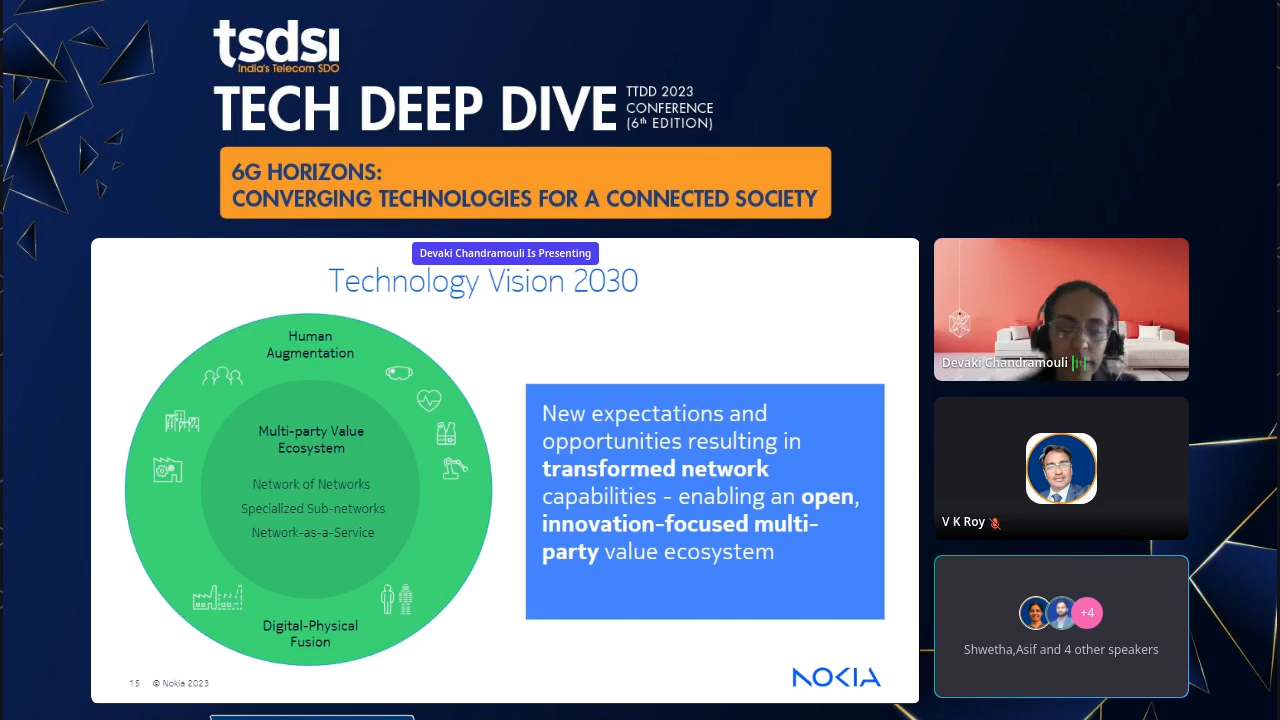 tsdsi
India's Telecom SDO
TECH DEEP DIVE
TTDD 2023
CONFERENCE
(6th EDITION)
6G HORIZONS:
CONVERGING TECHNOLOGIES FOR A CONNECTED SOCIETY
Devaki Chandramouli Is Presenting
Technology Vision 2030
Human
Augmentation
Multi-party Value
Ecosystem
Network of Networks
Specialized Sub-networks
Network-as-a-Service
Digital-Physical
Fusion
New expectations and
opportunities resulting in
transformed network
capabilities - enabling an open,
innovation-focused multi-
party value ecosystem
15 © Nokia 2023
NOKIA
Devaki Chandramouli
V K Roy
+4
Shwetha,Asif and 4 other speakers